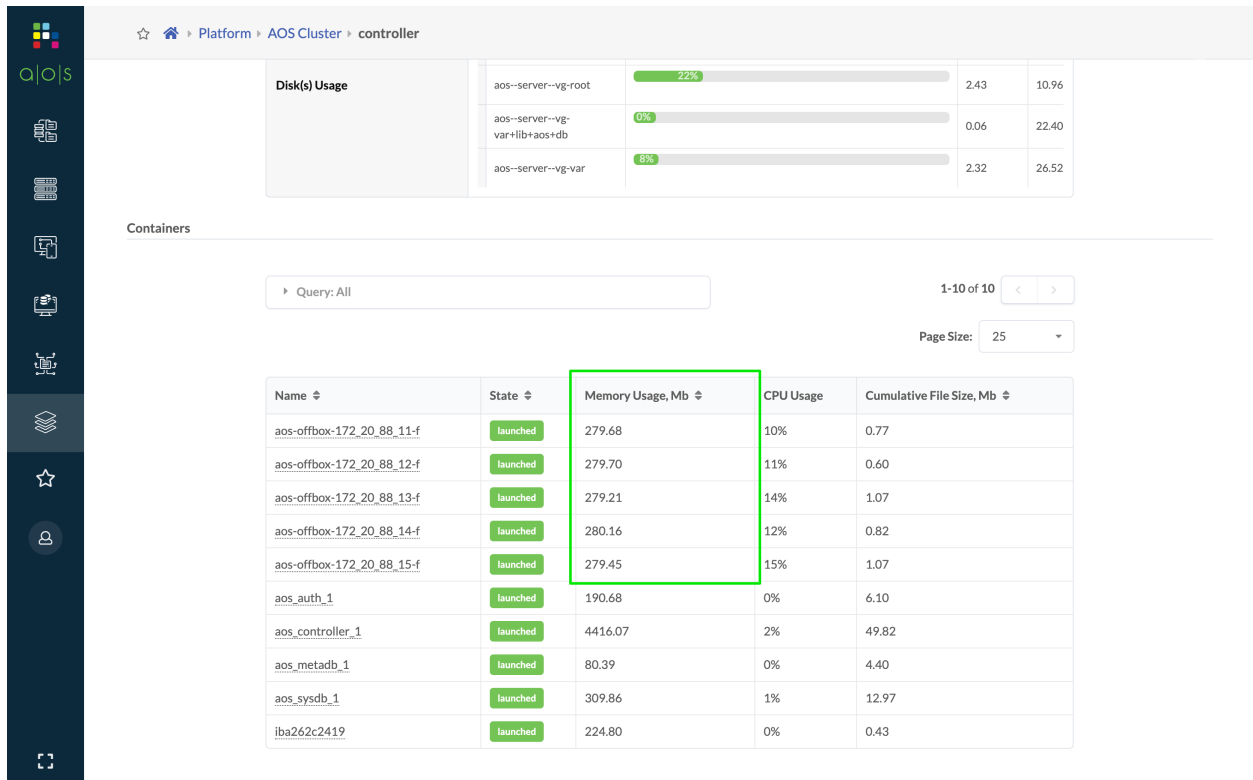 a|o|s
Platform AOS Cluster controller
Disk(s) Usage
aos--server--vg-root 22% 2.43 10.96
aos--server--vg-
var+lib+aos+db
0% 0.06 22.40
aos--server--vg-var 8% 2.32 26.52
Containers
Query: All
1-10 of 10
Page Size: 25
Name State Memory Usage, Mb CPU Usage Cumulative File Size, Mb
aos-offbox-172_20_88_11-f launched 279.68 10% 0.77
aos-offbox-172_20_88_12-f launched 279.70 11% 0.60
aos-offbox-172_20_88_13-f launched 279.21 14% 1.07
aos-offbox-172_20_88_14-f launched 280.16 12% 0.82
aos-offbox-172_20_88_15-f launched 279.45 15% 1.07
aos_auth_1 launched 190.68 0% 6.10
aos_controller_1 launched 4416.07 2% 49.82
aos_metadb_1 launched 80.39 0% 4.40
aos_sysdb_1 launched 309.86 1% 12.97
iba262c2419 launched 224.80 0% 0.43